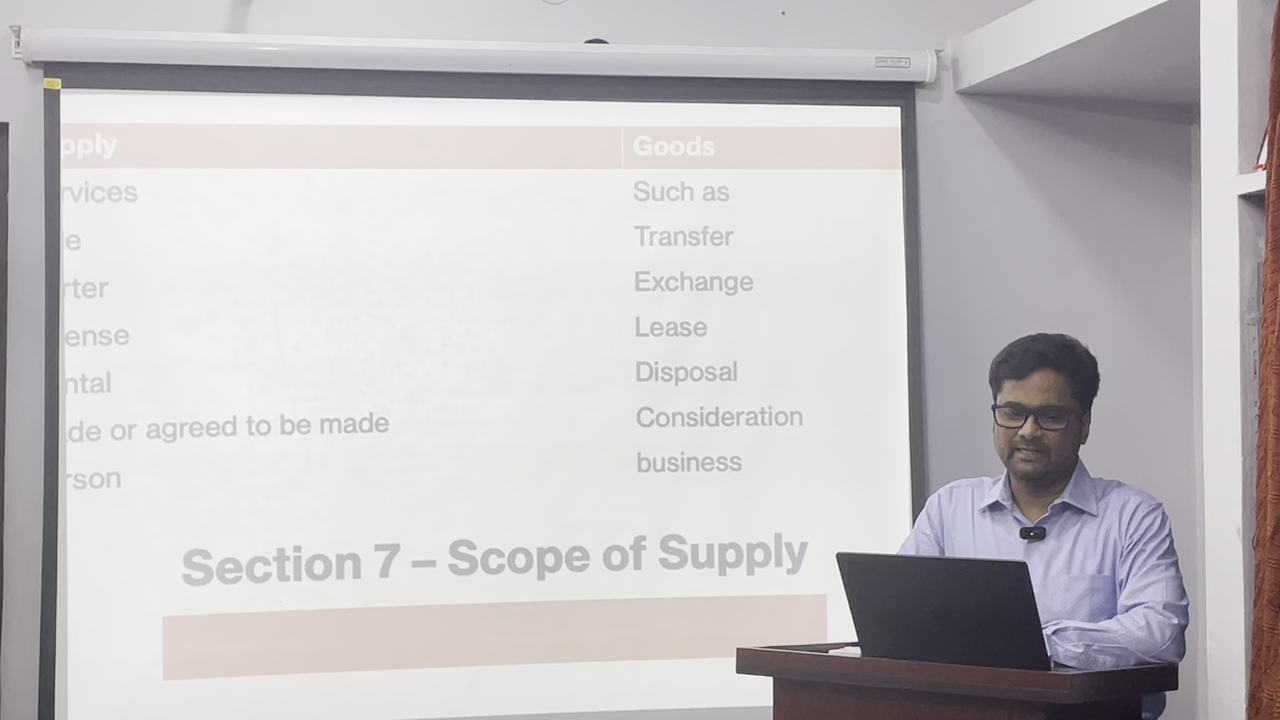 pply Goods
rvices Such as
e Transfer
rter Exchange
ense Lease
ntal Disposal
de or agreed to be made Consideration
rson business
Section 7 – Scope of Supply